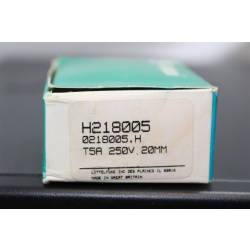 H218005
0218005.H
T5A 250V 20MM
LITTELFUSE INC DES PLAINES IL 60016
MADE IN GREAT BRITAIN